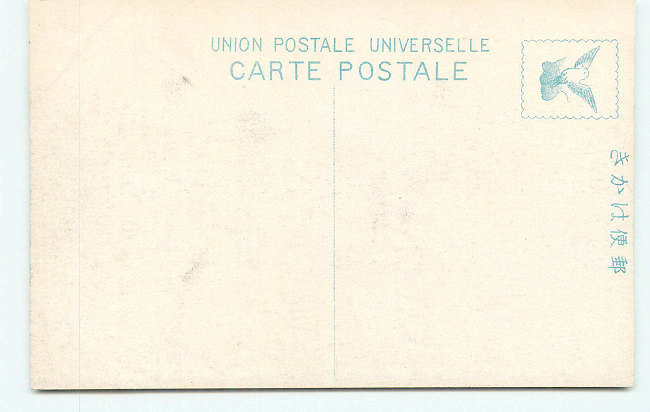 UNION POSTALE UNIVERSELLE
CARTE POSTALE
郵便はかき